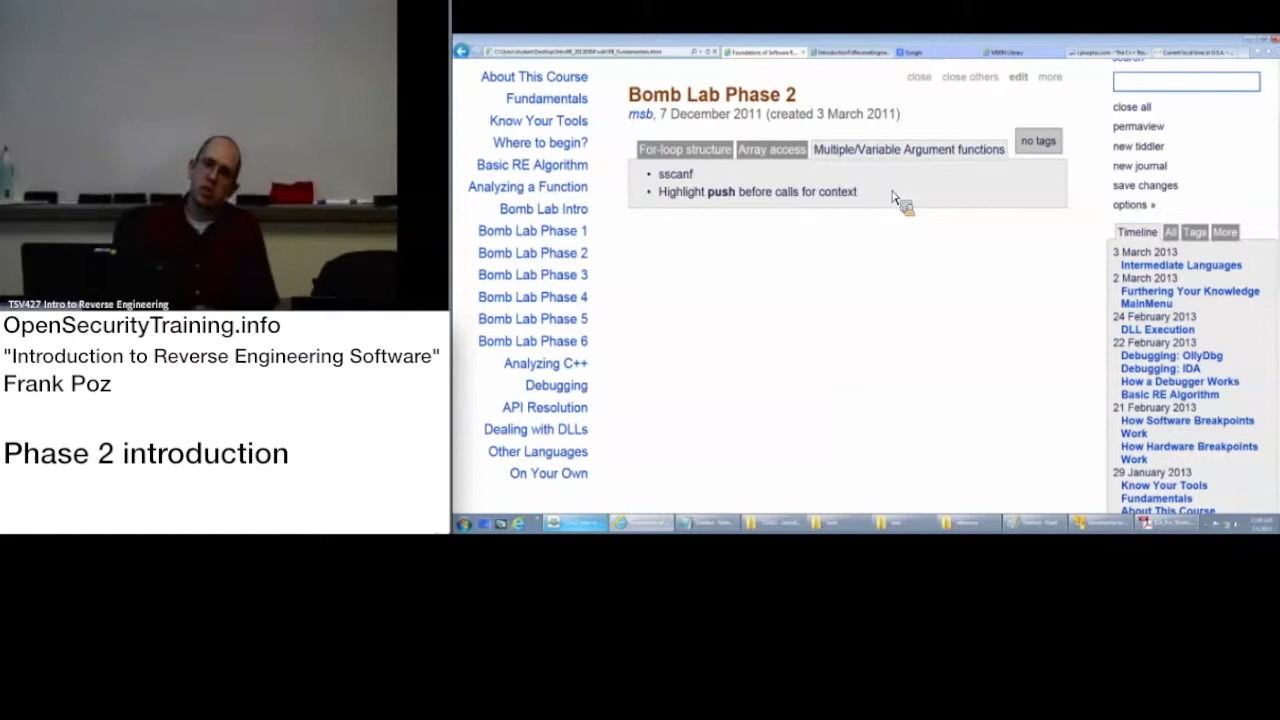 TSV427 Intro to Reverse Engineering
OpenSecurityTraining.info
"Introduction to Reverse Engineering Software"
Frank Poz
Phase 2 introduction
About This Course
Fundamentals
Know Your Tools
Where to begin?
Basic RE Algorithm
Analyzing a Function
Bomb Lab Intro
Bomb Lab Phase 1
Bomb Lab Phase 2
Bomb Lab Phase 3
Bomb Lab Phase 4
Bomb Lab Phase 5
Bomb Lab Phase 6
Analyzing C++
Debugging
API Resolution
Dealing with DLLs
Other Languages
On Your Own
close close others edit more
Bomb Lab Phase 2
msb, 7 December 2011 (created 3 March 2011)
no tags
For-loop structure Array access Multiple/Variable Argument functions
• sscanf
• Highlight push before calls for context
search
close all
permaview
new tiddler
new journal
save changes
options »
Timeline All Tags More
3 March 2013
Intermediate Languages
2 March 2013
Furthering Your Knowledge
MainMenu
24 February 2013
DLL Execution
22 February 2013
Debugging: OllyDbg
Debugging: IDA
How a Debugger Works
Basic RE Algorithm
21 February 2013
How Software Breakpoints
Work
How Hardware Breakpoints
Work
29 January 2013
Know Your Tools
Fundamentals
About This Course